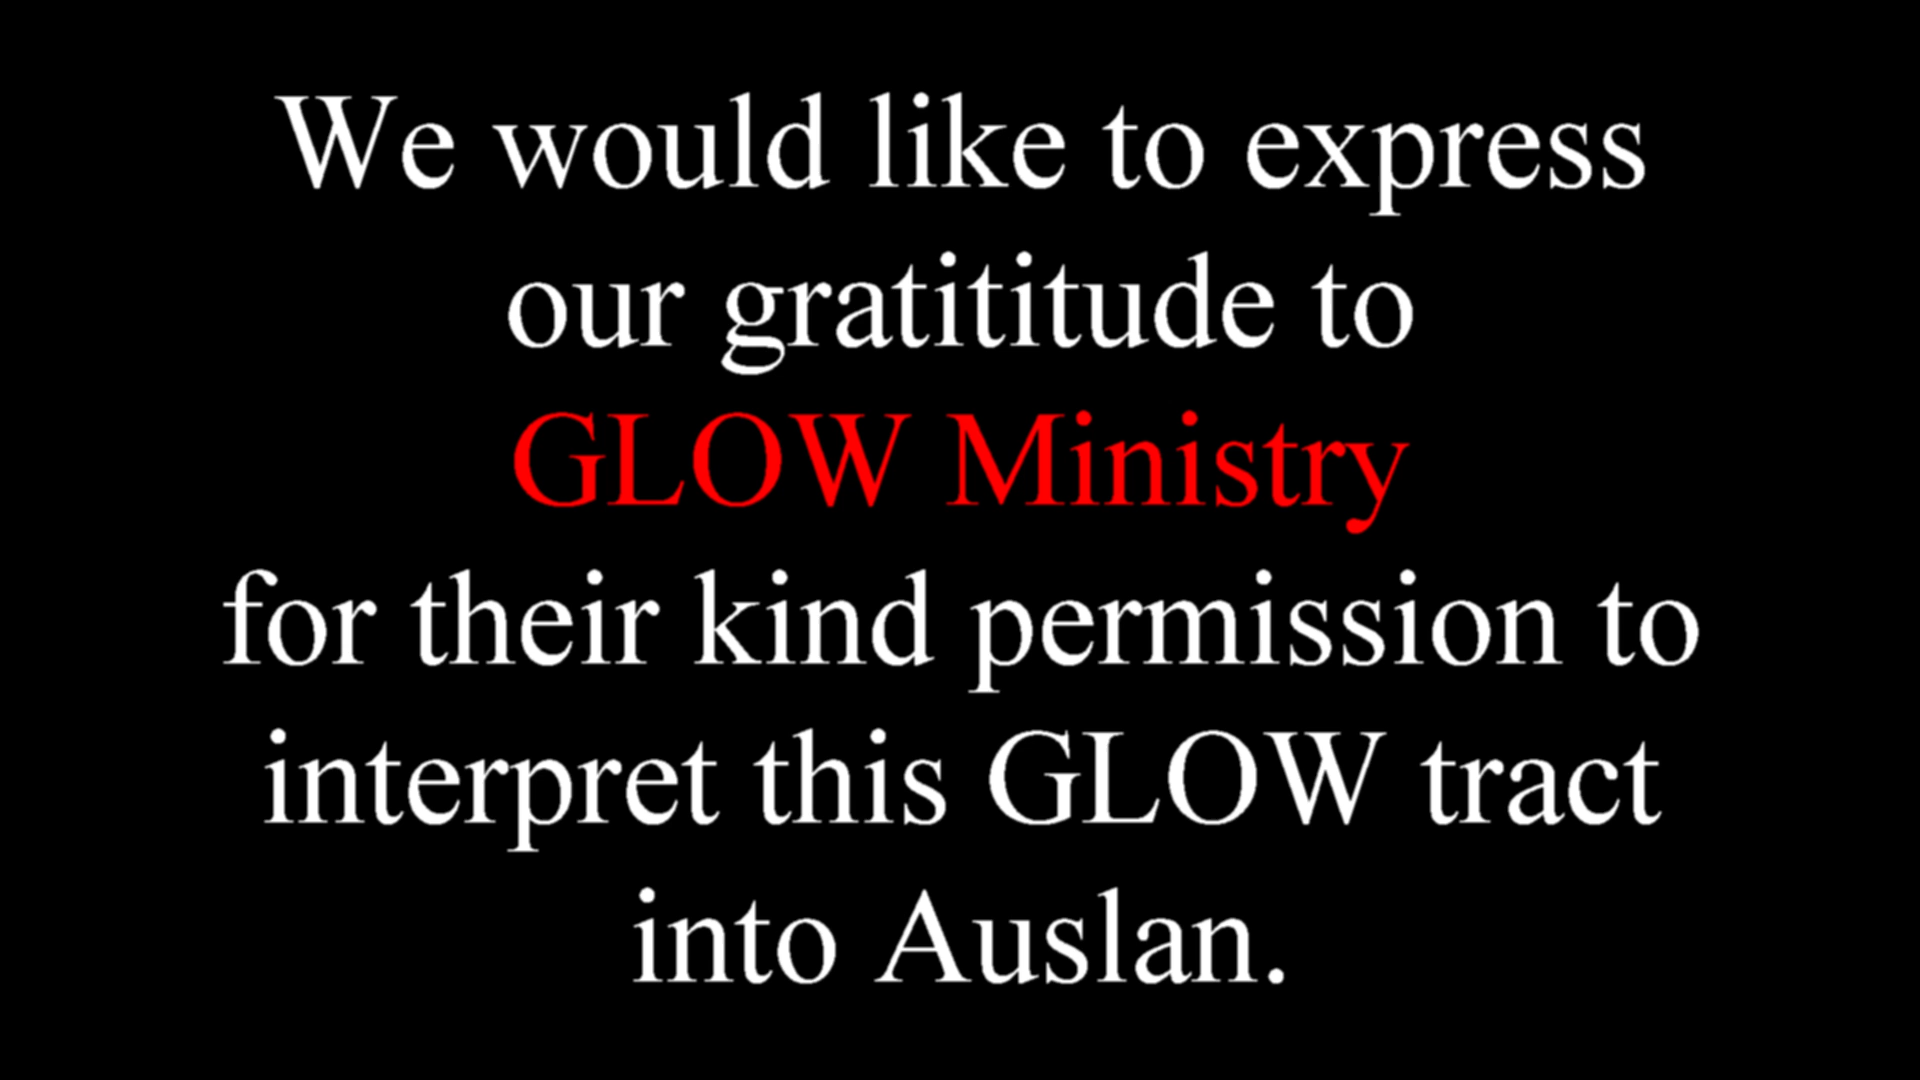 We would like to express
our gratititude to
GLOW Ministry
for their kind permission to
interpret this GLOW tract
into Auslan.